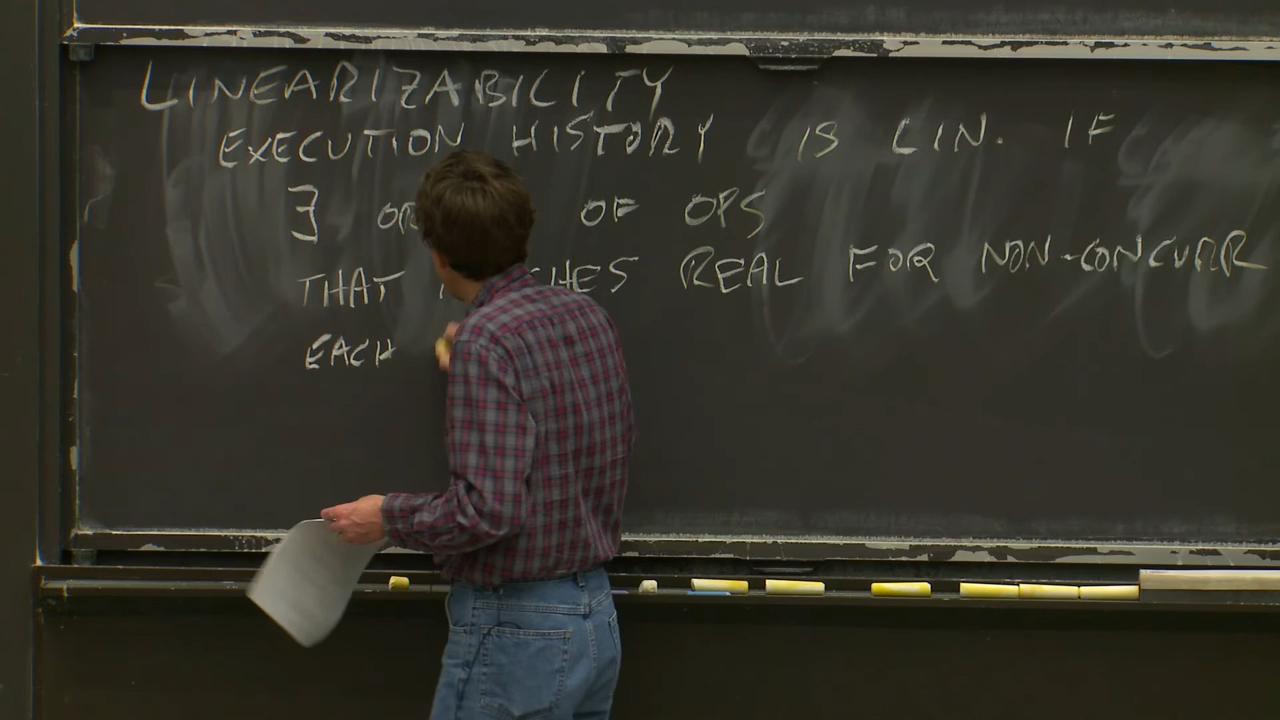 LINEARIZABILITY
EXECUTION HISTORY IS LIN. IF
∃ OF OPS
THAT REAL FOR NON-CONCURR
EACH